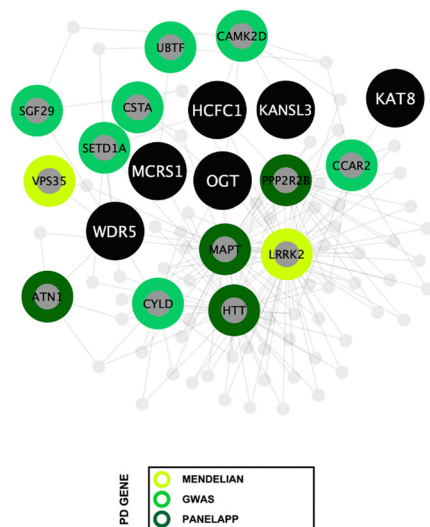 CAMK2D
UBTF
KAT8
CSTA
HCFC1
KANSL3
SGF29
SETD1A
CCAR2
MCRS1
OGT
PPP2R2B
VPS35
WDR5
MAPT
LRRK2
ATN1
CYLD
HTT
PD GENE
MENDELIAN
GWAS
PANELAPP